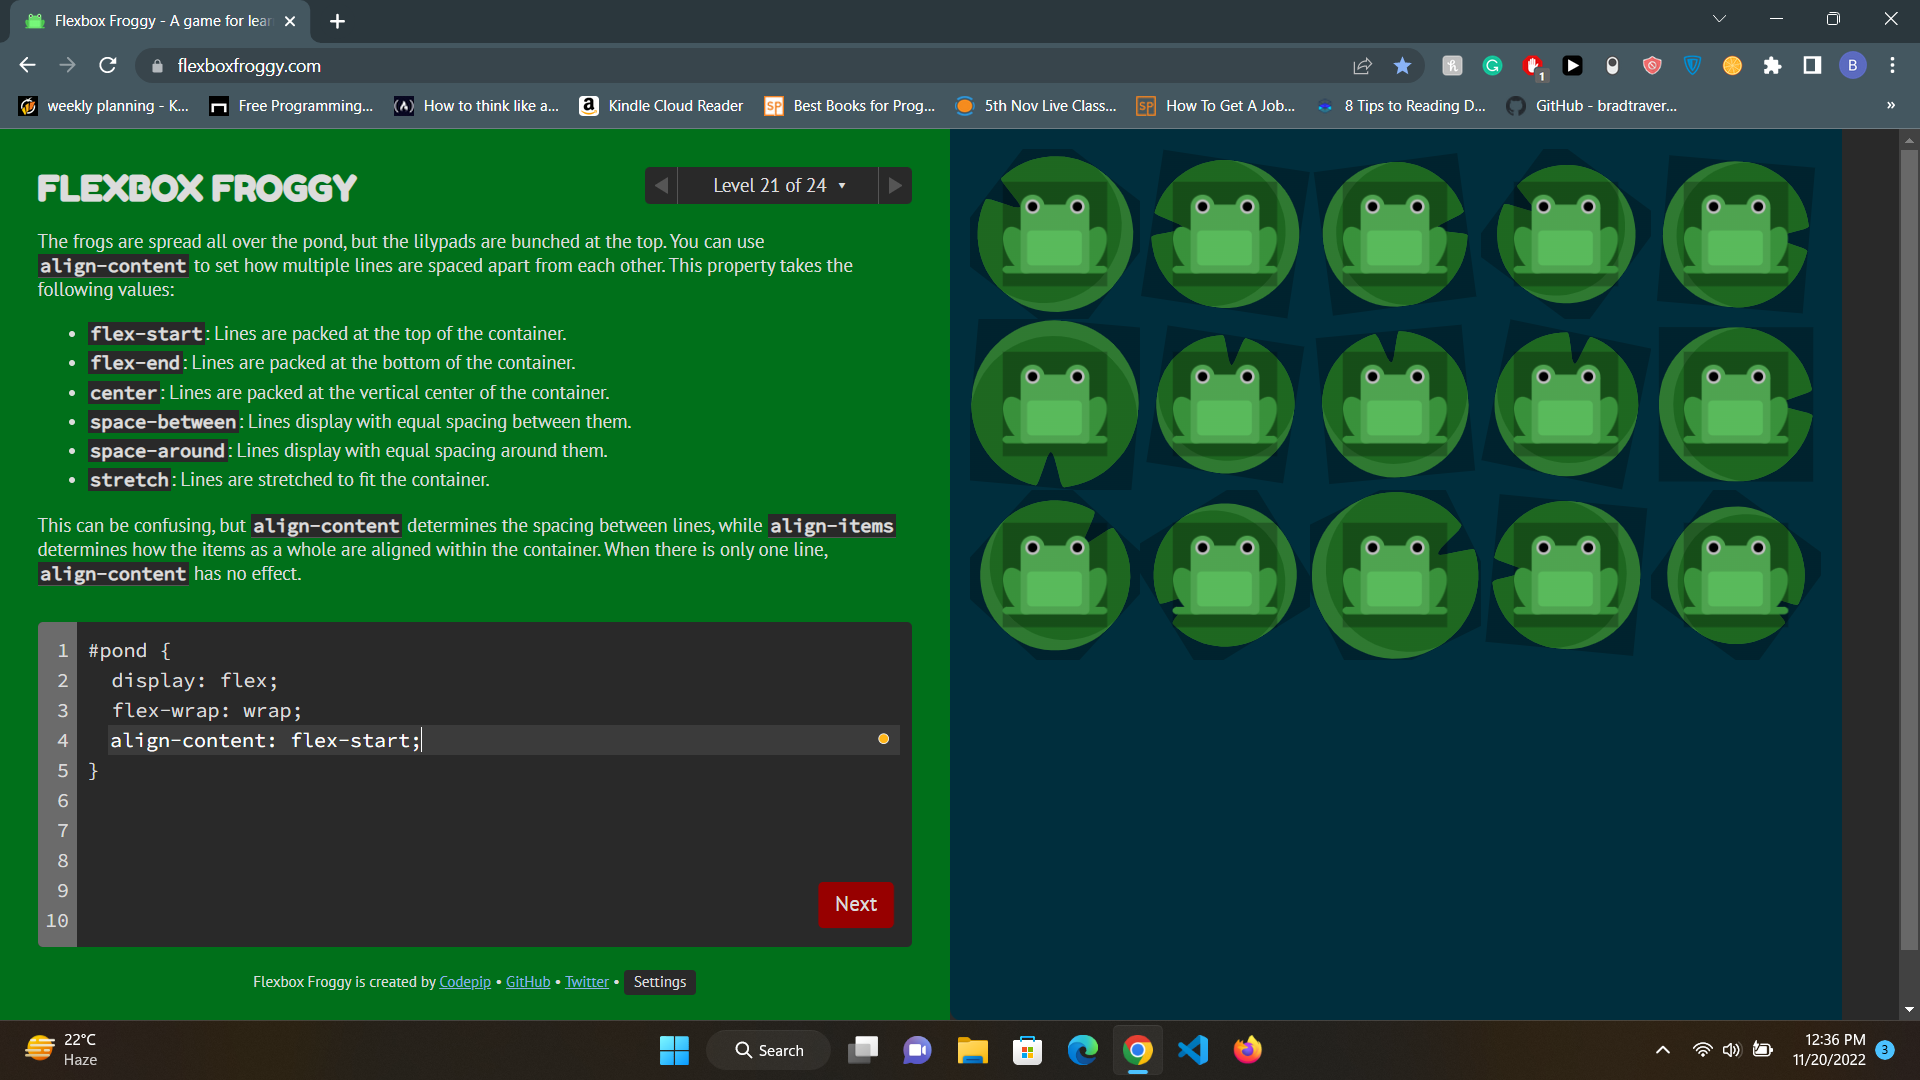 Flexbox Froggy - A game for lear
flexboxfroggy.com
1
B
weekly planning - K...
Free Programming...
How to think like a...
Kindle Cloud Reader
SP
Best Books for Prog...
5th Nov Live Class...
SP
How To Get A Job...
8 Tips to Reading D...
GitHub - bradtraver...
»
FLEXBOX FROGGY
Level 21 of 24
The frogs are spread all over the pond, but the lilypads are bunched at the top. You can use
align-content to set how multiple lines are spaced apart from each other. This property takes the
following values:
• flex-start: Lines are packed at the top of the container.
• flex-end: Lines are packed at the bottom of the container.
• center: Lines are packed at the vertical center of the container.
• space-between: Lines display with equal spacing between them.
• space-around: Lines display with equal spacing around them.
• stretch: Lines are stretched to fit the container.
This can be confusing, but align-content determines the spacing between lines, while align-items
determines how the items as a whole are aligned within the container. When there is only one line,
align-content has no effect.
1 #pond {
2 display: flex;
3 flex-wrap: wrap;
4 align-content: flex-start;
5 }
6
7
8
9
10
Next
Flexbox Froggy is created by Codepip • GitHub • Twitter • Settings
22°C
Haze
Search
12:36 PM
11/20/2022
3